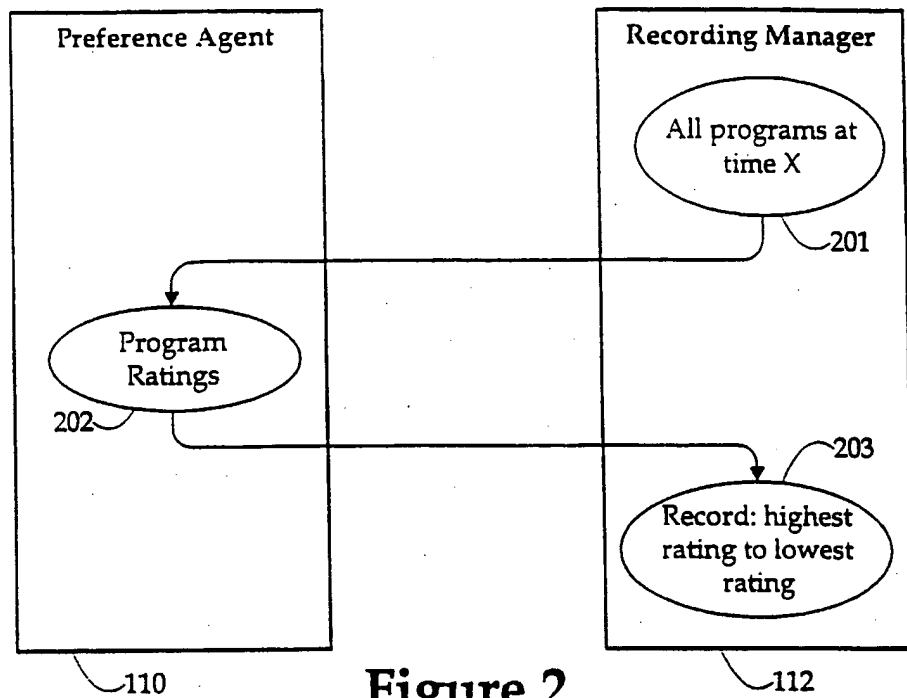 Preference Agent
Recording Manager
All programs at
time X
201
Program
Ratings
202
203
Record: highest
rating to lowest
rating
110
Figure 2
112